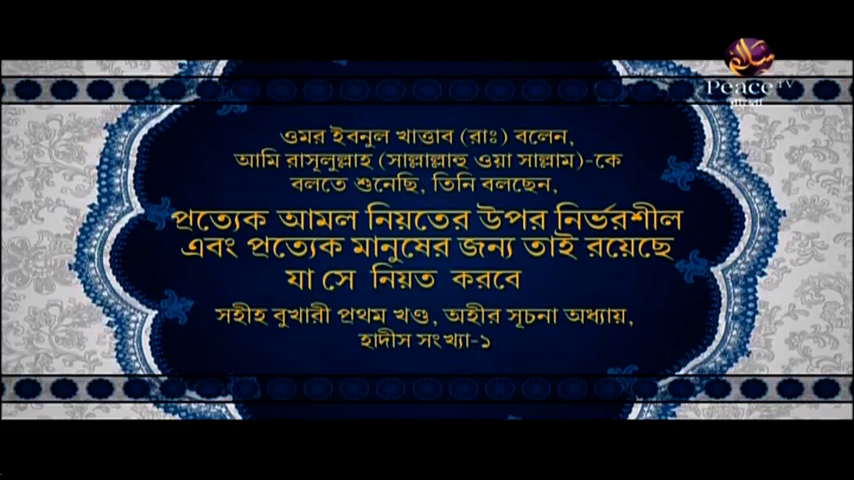 سلام
Peace TV
বাংলা
ওমর ইবনুল খাত্তাব (রাঃ) বলেন,
আমি রাসূলুল্লাহ (সাল্লাল্লাহু ওয়া সাল্লাম)-কে
বলতে শুনেছি, তিনি বলছেন,
প্রত্যেক আমল নিয়তের উপর নির্ভরশীল
এবং প্রত্যেক মানুষের জন্য তাই রয়েছে
যা সে নিয়ত করবে
সহীহ বুখারী প্রথম খণ্ড, অহীর সূচনা অধ্যায়,
হাদীস সংখ্যা-১